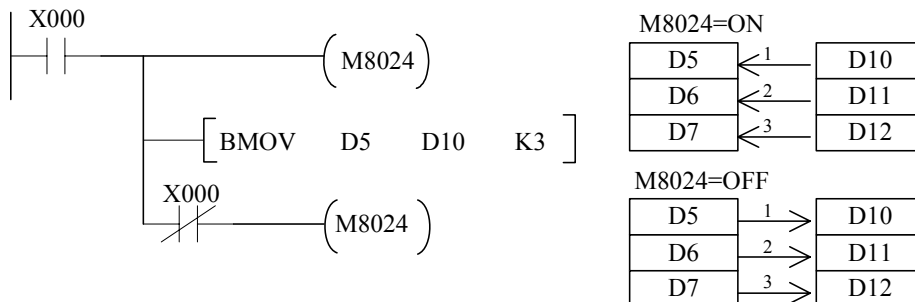 X000
M8024
BMOV D5 D10 K3
X000
M8024
M8024=ON
D5 1 D10
D6 2 D11
D7 3 D12
M8024=OFF
D5 1 D10
D6 2 D11
D7 3 D12